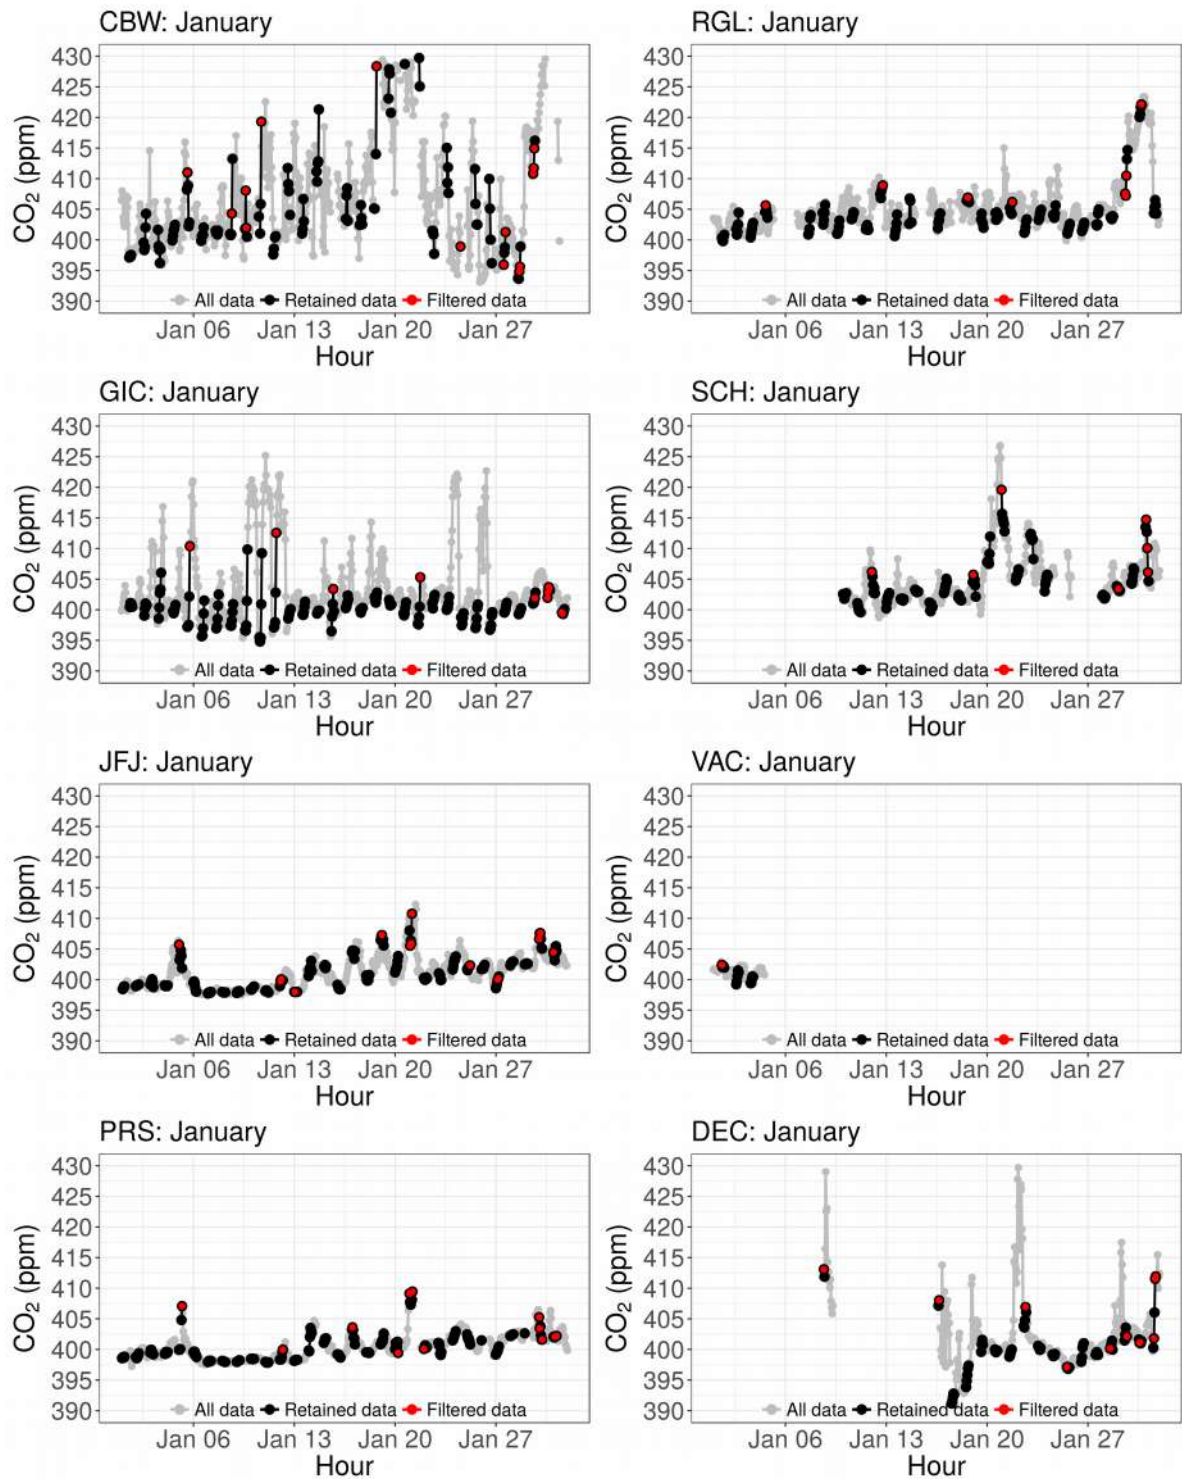 CBW: January
CO2 (ppm)
430
425
420
415
410
405
400
395
390
All data Retained data Filtered data
Jan 06 Jan 13 Jan 20 Jan 27
Hour
RGL: January
CO2 (ppm)
430
425
420
415
410
405
400
395
390
All data Retained data Filtered data
Jan 06 Jan 13 Jan 20 Jan 27
Hour
GIC: January
CO2 (ppm)
430
425
420
415
410
405
400
395
390
All data Retained data Filtered data
Jan 06 Jan 13 Jan 20 Jan 27
Hour
SCH: January
CO2 (ppm)
430
425
420
415
410
405
400
395
390
All data Retained data Filtered data
Jan 06 Jan 13 Jan 20 Jan 27
Hour
JFJ: January
CO2 (ppm)
430
425
420
415
410
405
400
395
390
All data Retained data Filtered data
Jan 06 Jan 13 Jan 20 Jan 27
Hour
VAC: January
CO2 (ppm)
430
425
420
415
410
405
400
395
390
All data Retained data Filtered data
Jan 06 Jan 13 Jan 20 Jan 27
Hour
PRS: January
CO2 (ppm)
430
425
420
415
410
405
400
395
390
All data Retained data Filtered data
Jan 06 Jan 13 Jan 20 Jan 27
Hour
DEC: January
CO2 (ppm)
430
425
420
415
410
405
400
395
390
All data Retained data Filtered data
Jan 06 Jan 13 Jan 20 Jan 27
Hour